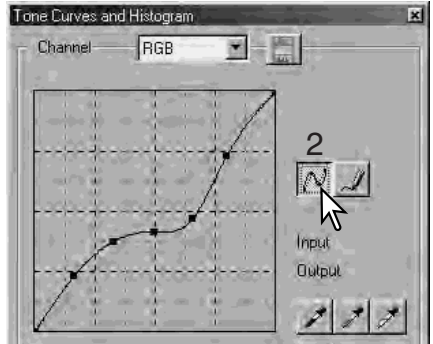 Tone Curves and Histogram
Channel
RGB
2
Input
Output